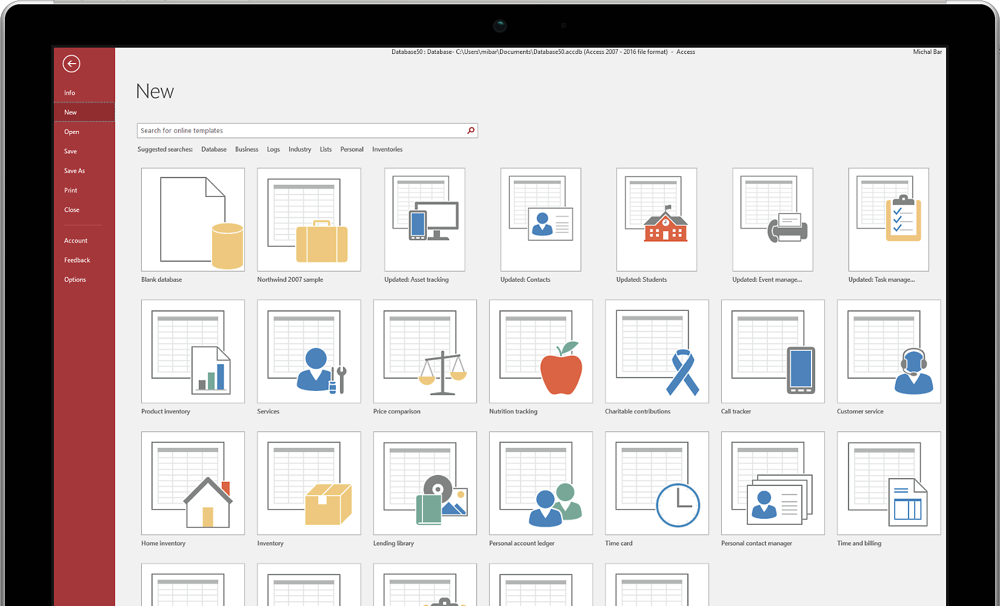 Database50 : Database- C:\Users\mibar\Documents\Database50.accdb (Access 2007 - 2016 file format) - Access
Michal Bar
Info
New
Open
Save
Save As
Print
Close
Account
Feedback
Options
New
Search for online templates
Suggested searches: Database Business Logs Industry Lists Personal Inventories
Blank database
Northwind 2007 sample
Updated: Asset tracking
Updated: Contacts
Updated: Students
Updated: Event manage...
Updated: Task manage...
Product inventory
Services
Price comparison
Nutrition tracking
Charitable contributions
Call tracker
Customer service
Home inventory
Inventory
Lending library
Personal account ledger
Time card
Personal contact manager
Time and billing